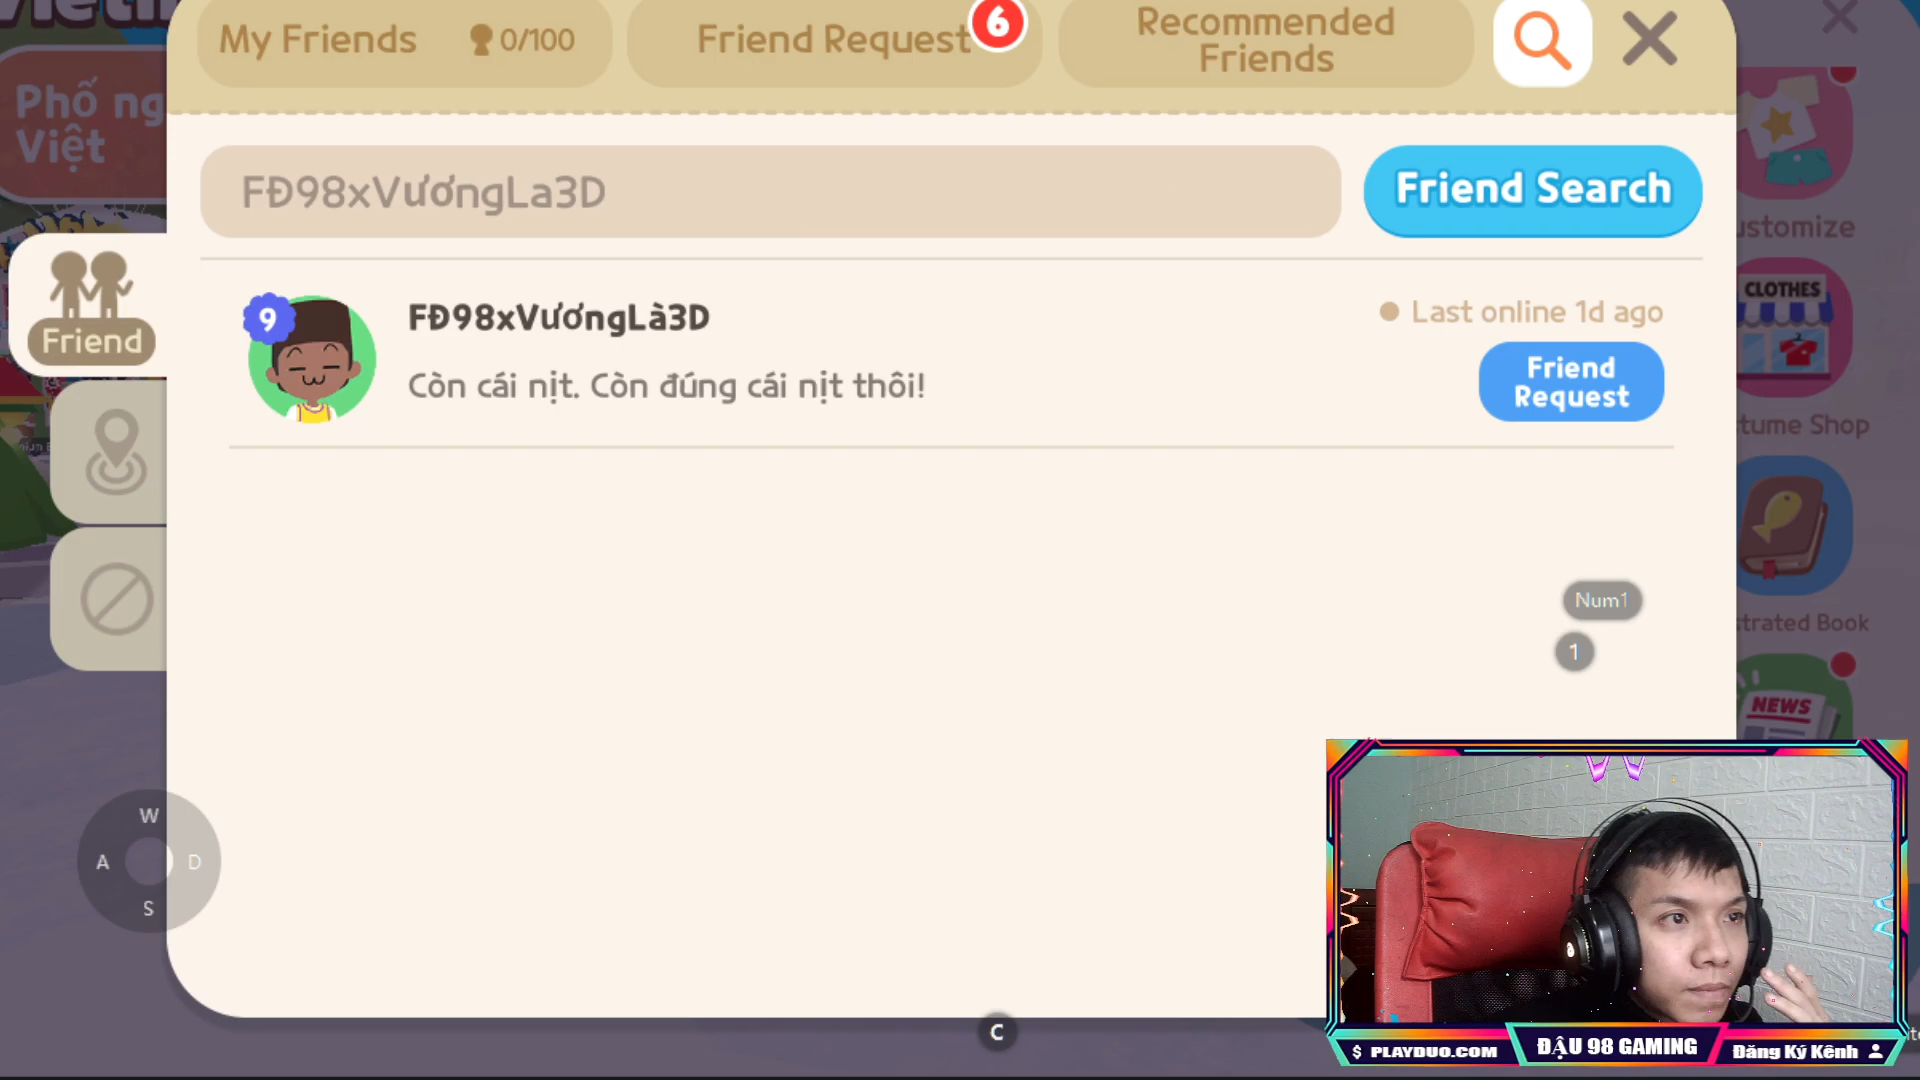 My Friends
0/100
Friend Request
6
Recommended
Friends
Phố ng
Việt
FĐ98xVươngLa3D
Friend Search
Friend
9
FĐ98xVươngLà3D
Last online 1d ago
Còn cái nịt. Còn đúng cái nịt thôi!
Friend
Request
ustomize
CLOTHES
tume Shop
strated Book
NEWS
Num1
1
W
A
D
S
C
$ PLAYDUO.COM
ĐẬU 98 GAMING
Đăng Ký Kênh